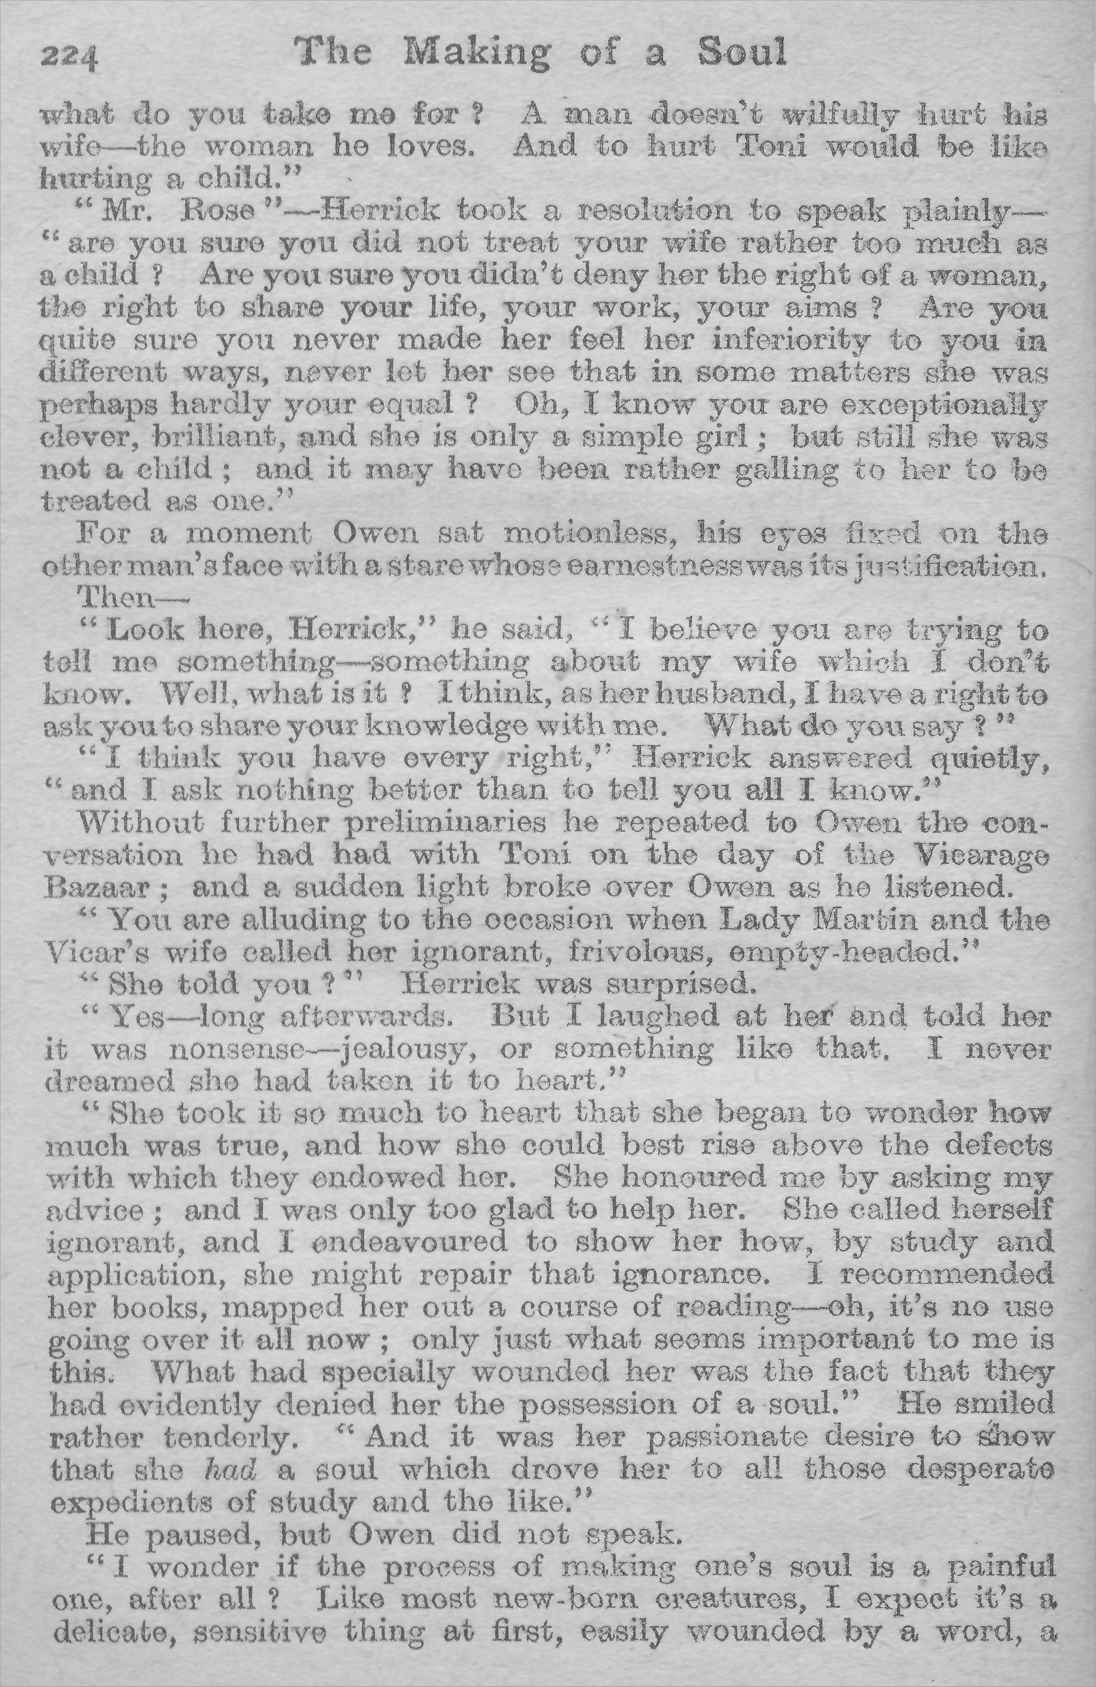 224 The Making of a Soul
what do you take me for ? A man doesn't wilfully hurt his
wife—the woman he loves. And to hurt Toni would be like
hurting a child."
" Mr. Rose "—Herrick took a resolution to speak plainly—
" are you sure you did not treat your wife rather too much as
a child ? Are you sure you didn't deny her the right of a woman,
the right to share your life, your work, your aims ? Are you
quite sure you never made her feel her inferiority to you in
different ways, never let her see that in some matters she was
perhaps hardly your equal ? Oh, I know you are exceptionally
clever, brilliant, and she is only a simple girl ; but still she was
not a child ; and it may have been rather galling to her to be
treated as one."
For a moment Owen sat motionless, his eyes fixed on the
other man's face with a stare whose earnestness was its justification.
Then—
" Look here, Herrick," he said, " I believe you are trying to
tell me something—something about my wife which I don't
know. Well, what is it ? I think, as her husband, I have a right to
ask you to share your knowledge with me. What do you say ? "
" I think you have every right," Herrick answered quietly,
" and I ask nothing better than to tell you all I know."
Without further preliminaries he repeated to Owen the con-
versation he had had with Toni on the day of the Vicarage
Bazaar ; and a sudden light broke over Owen as he listened.
" You are alluding to the occasion when Lady Martin and the
Vicar's wife called her ignorant, frivolous, empty-headed."
" She told you ? " Herrick was surprised.
" Yes—long afterwards. But I laughed at her and told her
it was nonsense—jealousy, or something like that. I never
dreamed she had taken it to heart."
" She took it so much to heart that she began to wonder how
much was true, and how she could best rise above the defects
with which they endowed her. She honoured me by asking my
advice ; and I was only too glad to help her. She called herself
ignorant, and I endeavoured to show her how, by study and
application, she might repair that ignorance. I recommended
her books, mapped her out a course of reading—oh, it's no use
going over it all now ; only just what seems important to me is
this. What had specially wounded her was the fact that they
had evidently denied her the possession of a soul." He smiled
rather tenderly. " And it was her passionate desire to show
that she had a soul which drove her to all those desperate
expedients of study and the like."
He paused, but Owen did not speak.
" I wonder if the process of making one's soul is a painful
one, after all ? Like most new-born creatures, I expect it's a
delicate, sensitive thing at first, easily wounded by a word, a